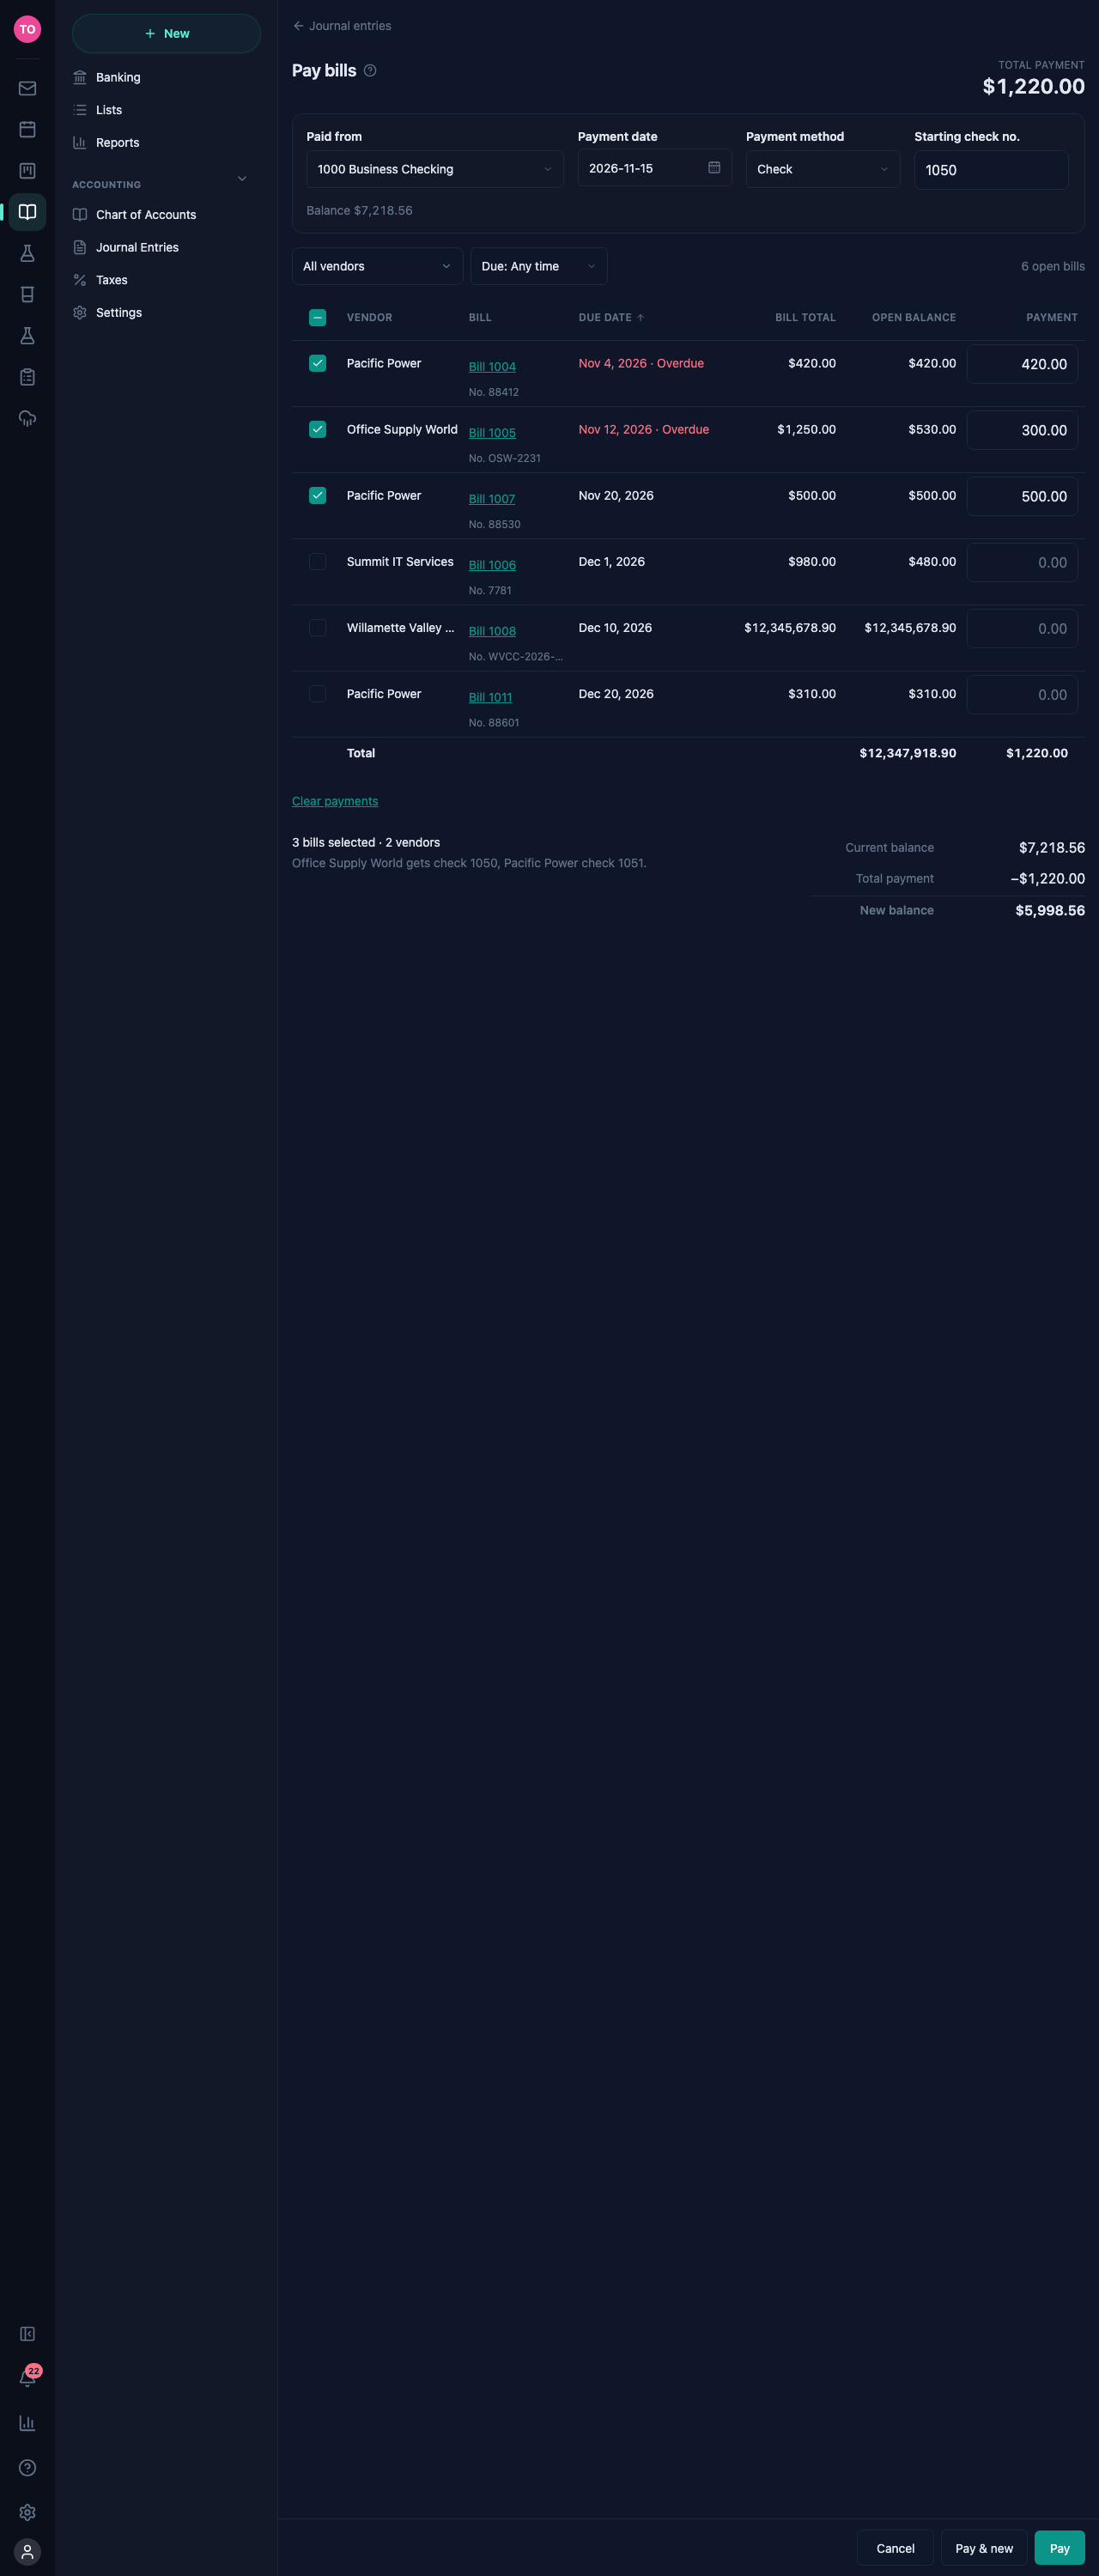 TO
New
Banking
Lists
Reports
ACCOUNTING
Chart of Accounts
Journal Entries
Taxes
Settings
22
Journal entries
Pay bills
TOTAL PAYMENT
$1,220.00
Paid from
Payment date
Payment method
Starting check no.
1000 Business Checking
2026-11-15
Check
1050
Balance $7,218.56
All vendors
Due: Any time
6 open bills
VENDOR BILL DUE DATE ↑ BILL TOTAL OPEN BALANCE PAYMENT
Pacific Power Bill 1004 Nov 4, 2026 · Overdue $420.00 $420.00 420.00
No. 88412
Office Supply World Bill 1005 Nov 12, 2026 · Overdue $1,250.00 $530.00 300.00
No. OSW-2231
Pacific Power Bill 1007 Nov 20, 2026 $500.00 $500.00 500.00
No. 88530
Summit IT Services Bill 1006 Dec 1, 2026 $980.00 $480.00 0.00
No. 7781
Willamette Valley ... Bill 1008 Dec 10, 2026 $12,345,678.90 $12,345,678.90 0.00
No. WVCC-2026-...
Pacific Power Bill 1011 Dec 20, 2026 $310.00 $310.00 0.00
No. 88601
Total $12,347,918.90 $1,220.00
Clear payments
3 bills selected · 2 vendors
Office Supply World gets check 1050, Pacific Power check 1051.
Current balance $7,218.56
Total payment –$1,220.00
New balance $5,998.56
Cancel
Pay & new
Pay